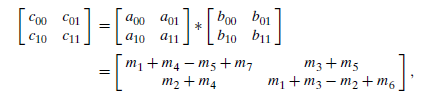 [ c00 c01 ] = [ a00 a01 ] * [ b00 b01 ]
[ c10 c11 ] [ a10 a11 ] [ b10 b11 ]
= [ m1 + m4 − m5 + m7 m3 + m5 ]
[ m2 + m4 m1 + m3 − m2 + m6 ] ,